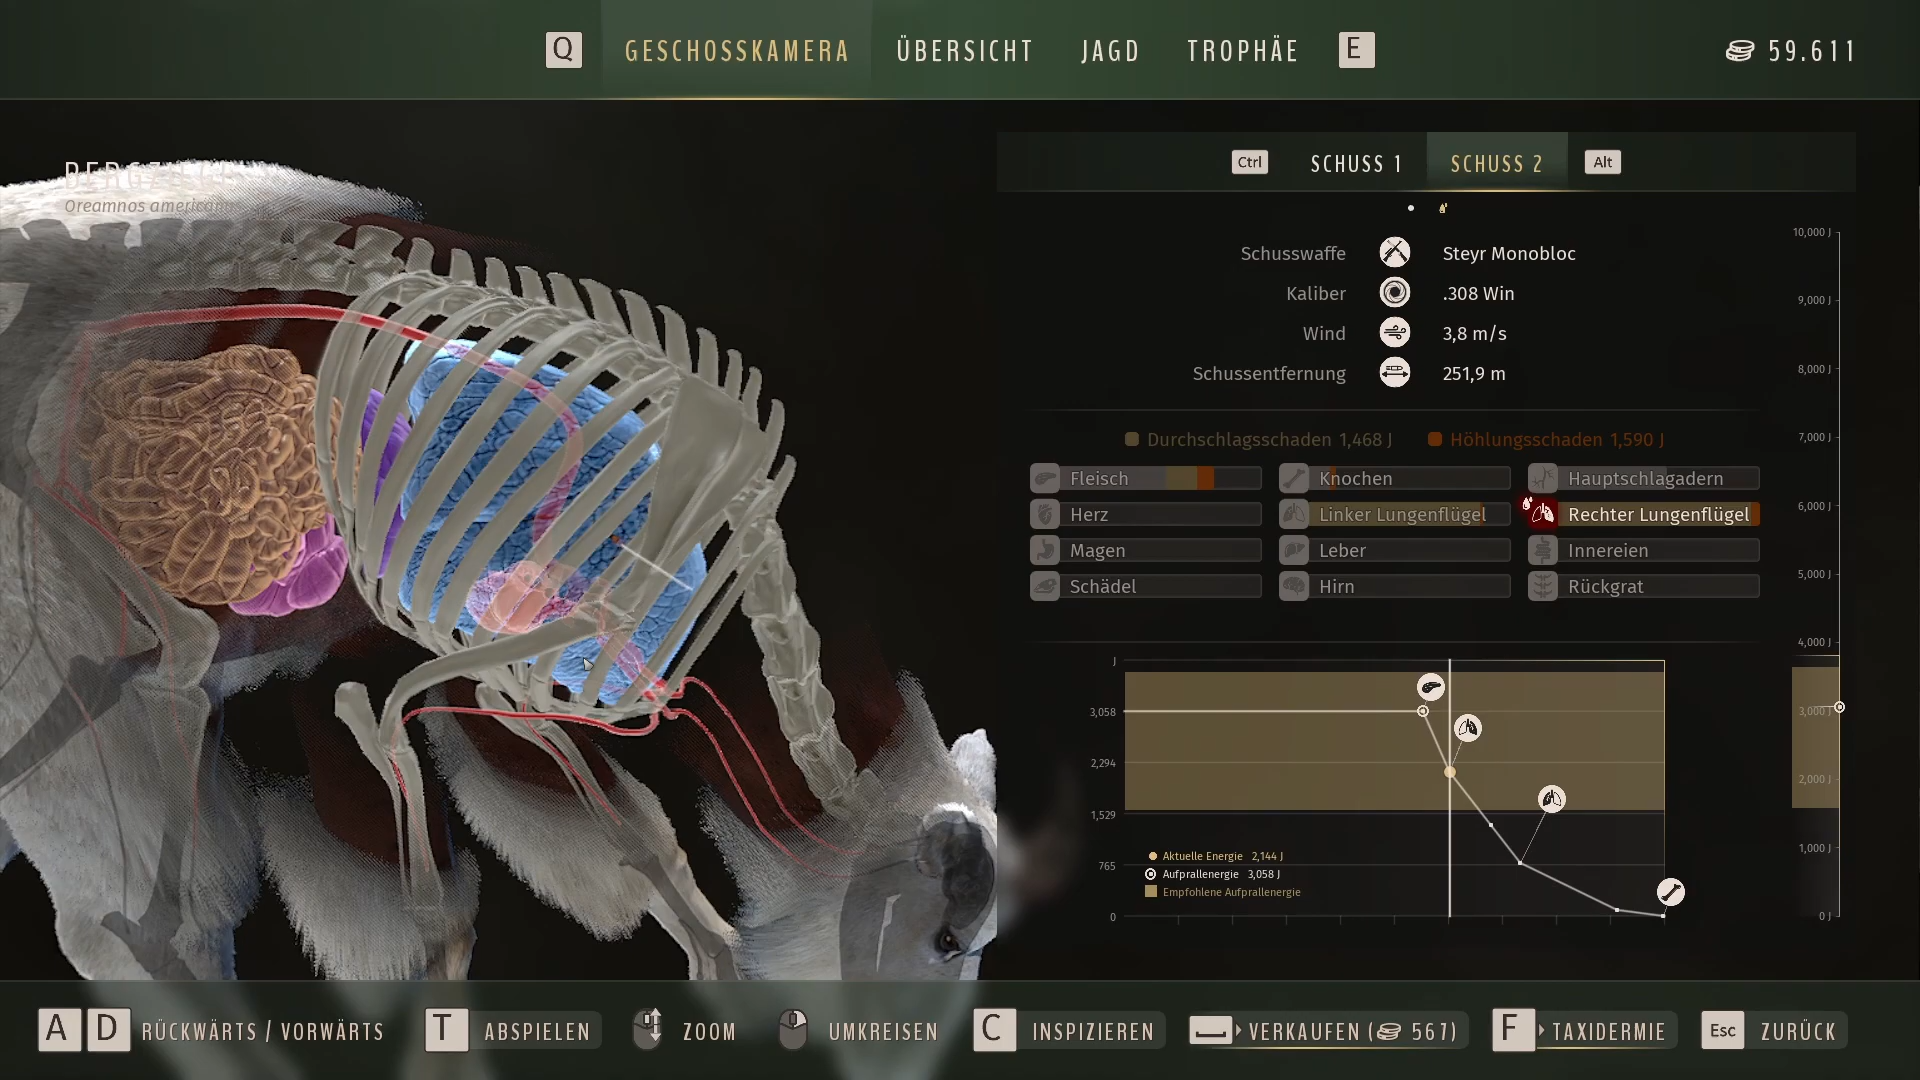 Q GESCHOSSKAMERA ÜBERSICHT JAGD TROPHÄE E 59.611
BERGZIEGE
Oreamnos americanus
Ctrl SCHUSS 1 SCHUSS 2 Alt
Schusswaffe Steyr Monobloc
Kaliber .308 Win
Wind 3,8 m/s
Schussentfernung 251,9 m
Durchschlagsschaden 1,468 J Höhlungsschaden 1,590 J
Fleisch Knochen Hauptschlagadern
Herz Linker Lungenflügel Rechter Lungenflügel
Magen Leber Innereien
Schädel Hirn Rückgrat
J
3,058
2,294
1,529
765
0
Aktuelle Energie 2,144 J
Aufprallenergie 3,058 J
Empfohlene Aufprallenergie
10,000 J
9,000 J
8,000 J
7,000 J
6,000 J
5,000 J
4,000 J
3,000 J
2,000 J
1,000 J
0 J
A D RÜCKWÄRTS / VORWÄRTS T ABSPIELEN ZOOM UMKREISEN C INSPIZIEREN VERKAUFEN ( 567) F TAXIDERMIE Esc ZURÜCK